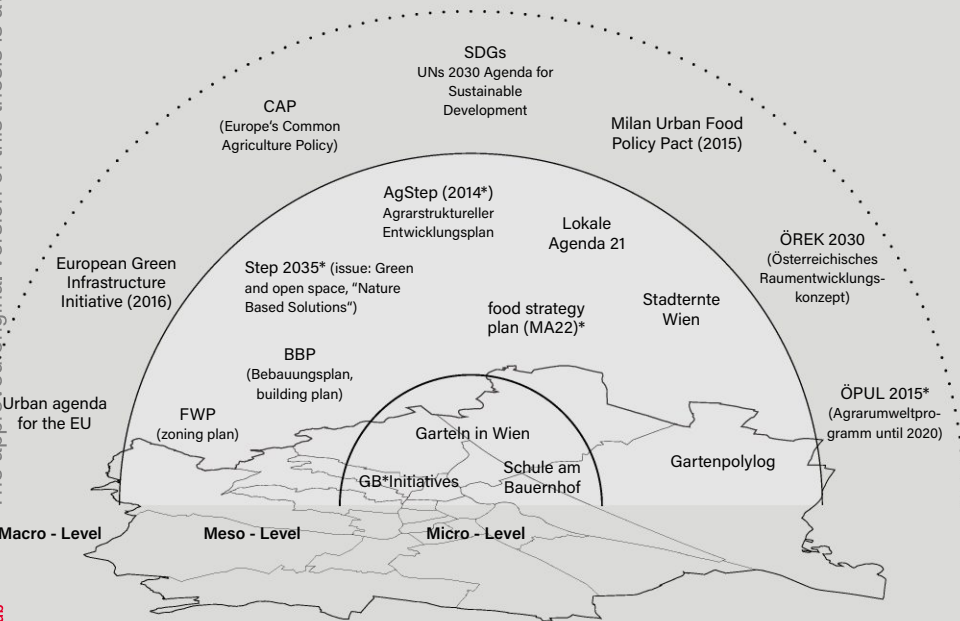 SDGs
UNs 2030 Agenda for
Sustainable
Development
CAP
(Europe's Common
Agriculture Policy)
Milan Urban Food
Policy Pact (2015)
AgStep (2014*)
Agrarstruktureller
Entwicklungsplan
Lokale
Agenda 21
ÖREK 2030
(Österreichisches
Raumentwicklungs-
konzept)
European Green
Infrastructure
Initiative (2016)
Step 2035* (issue: Green
and open space, "Nature
Based Solutions")
food strategy
plan (MA22)*
Stadternte
Wien
BBP
(Bebauungsplan,
building plan)
Urban agenda
for the EU
FWP
(zoning plan)
ÖPUL 2015*
(Agrarumweltpro-
gramm until 2020)
Garteln in Wien
GB*Initiatives
Schule am
Bauernhof
Gartenpolylog
Macro - Level
Meso - Level
Micro - Level